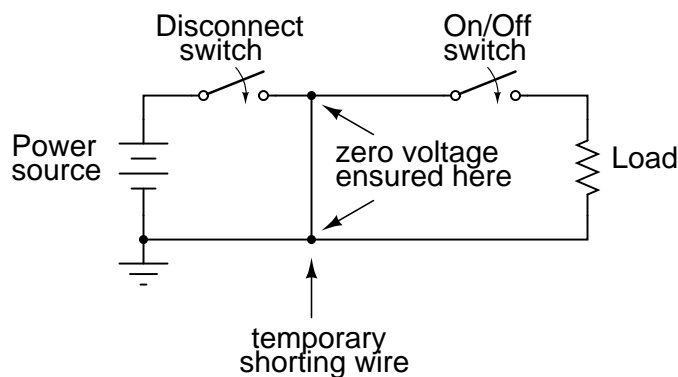 Disconnect
switch
On/Off
switch
Power
source
zero voltage
ensured here
Load
temporary
shorting wire